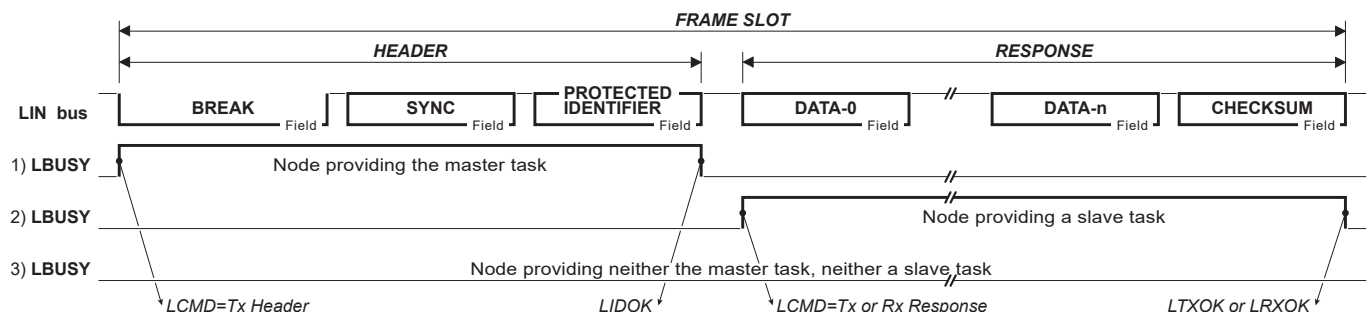 FRAME SLOT
HEADER
RESPONSE
LIN bus
BREAK
Field
SYNC
Field
PROTECTED
IDENTIFIER
Field
DATA-0
Field
DATA-n
Field
CHECKSUM
Field
1) LBUSY
Node providing the master task
2) LBUSY
Node providing a slave task
3) LBUSY
Node providing neither the master task, neither a slave task
LCMD=Tx Header
LIDOK
LCMD=Tx or Rx Response
LTXOK or LRXOK